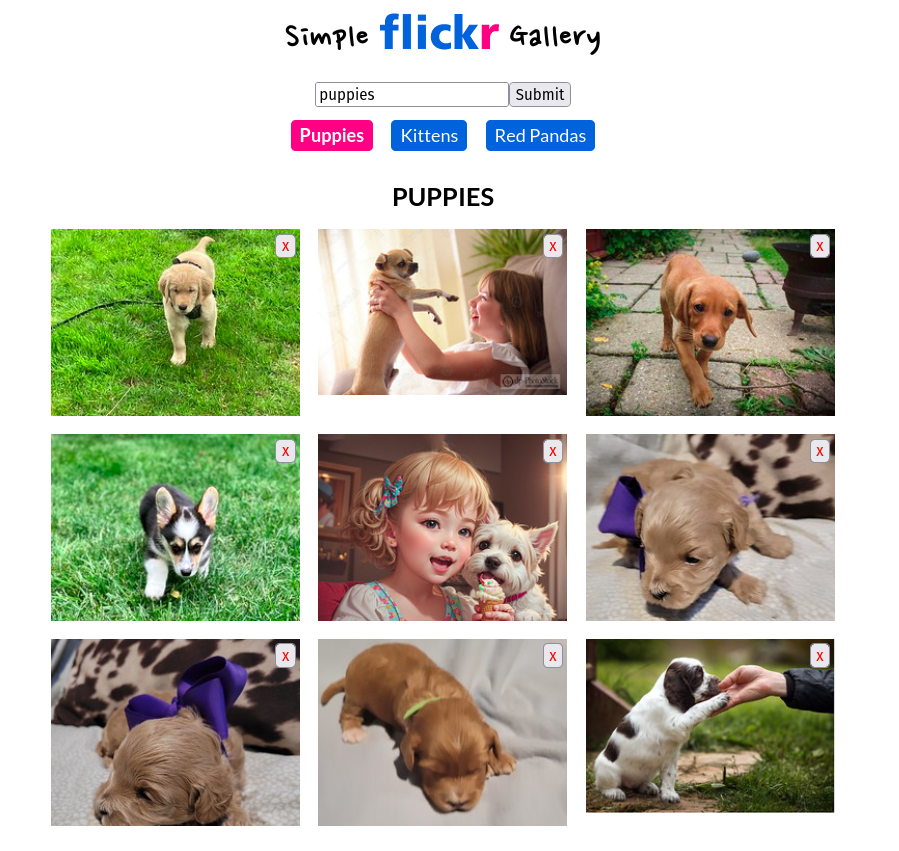 Simple flickr Gallery
puppies Submit
Puppies Kittens Red Pandas
PUPPIES
x x x
x x x
x x x